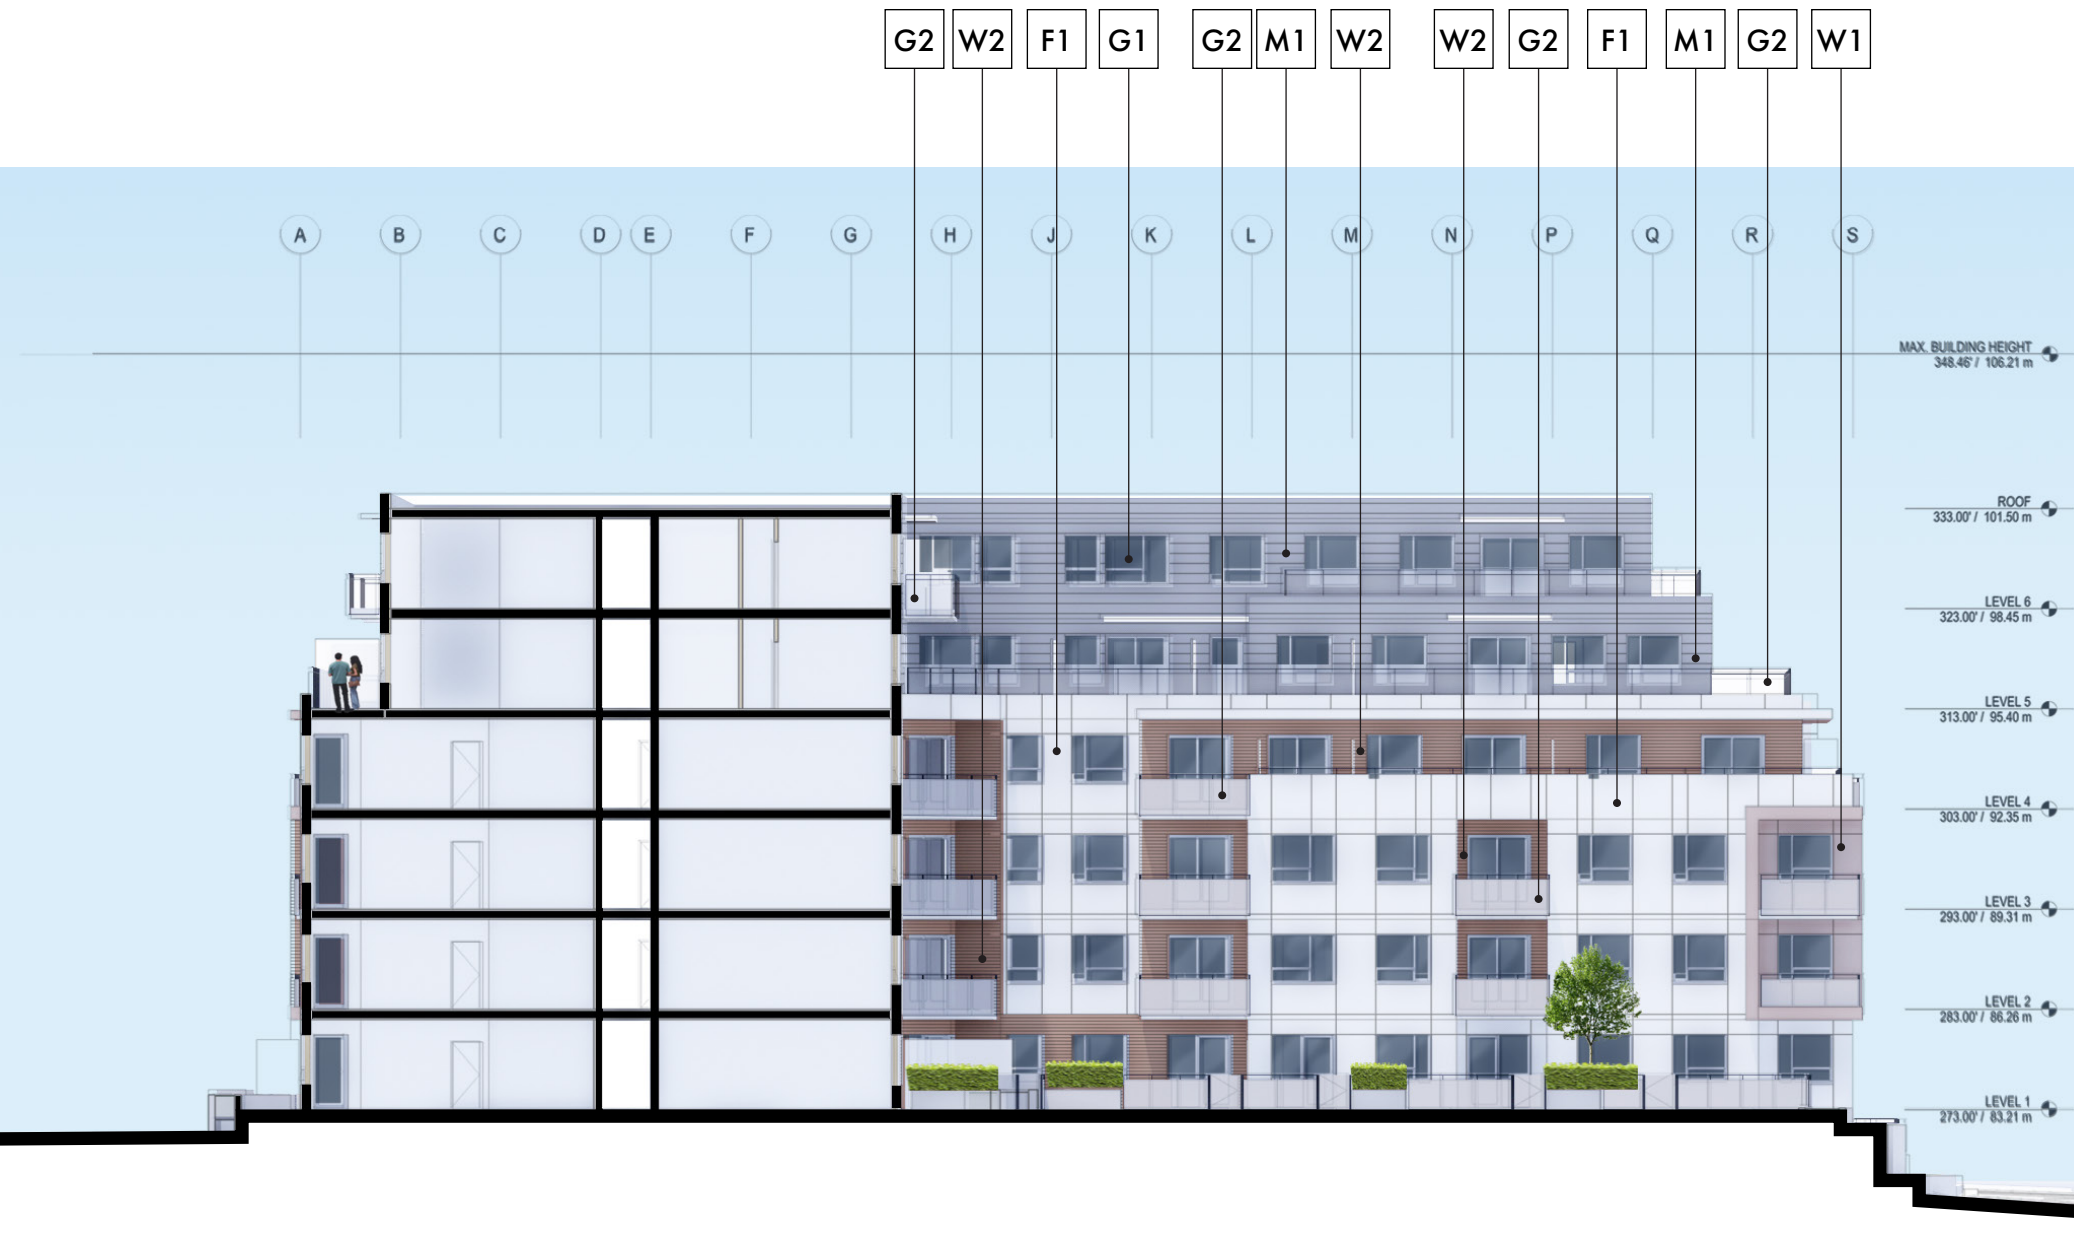 G2 W2 F1 G1 G2 M1 W2 W2 G2 F1 M1 G2 W1
A B C D E F G H J K L M N P Q R S
MAX. BUILDING HEIGHT
348.46' / 106.21 m
ROOF
333.00' / 101.50 m
LEVEL 6
323.00' / 98.45 m
LEVEL 5
313.00' / 95.40 m
LEVEL 4
303.00' / 92.35 m
LEVEL 3
293.00' / 89.31 m
LEVEL 2
283.00' / 86.26 m
LEVEL 1
273.00' / 83.21 m